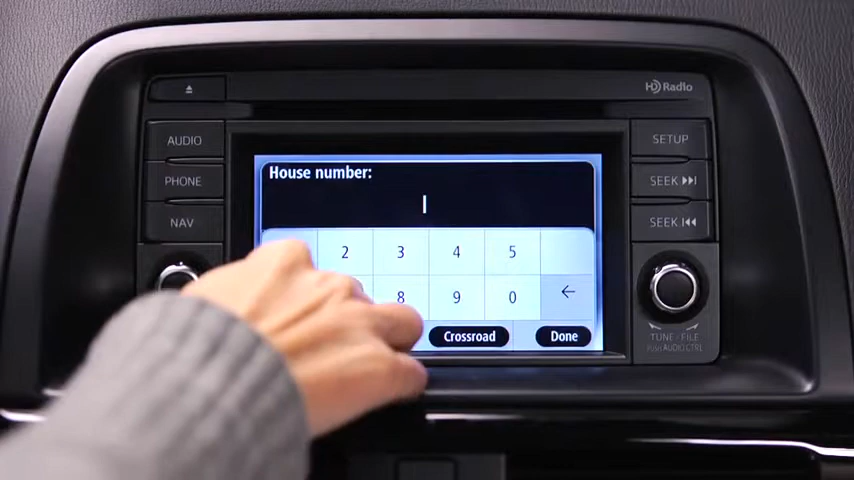 HD Radio
AUDIO
SETUP
House number:
PHONE
SEEK
NAV
SEEK
2 3 4 5
8 9 0 ←
Crossroad Done
TUNE · FILE
PUSH AUDIO CTRL